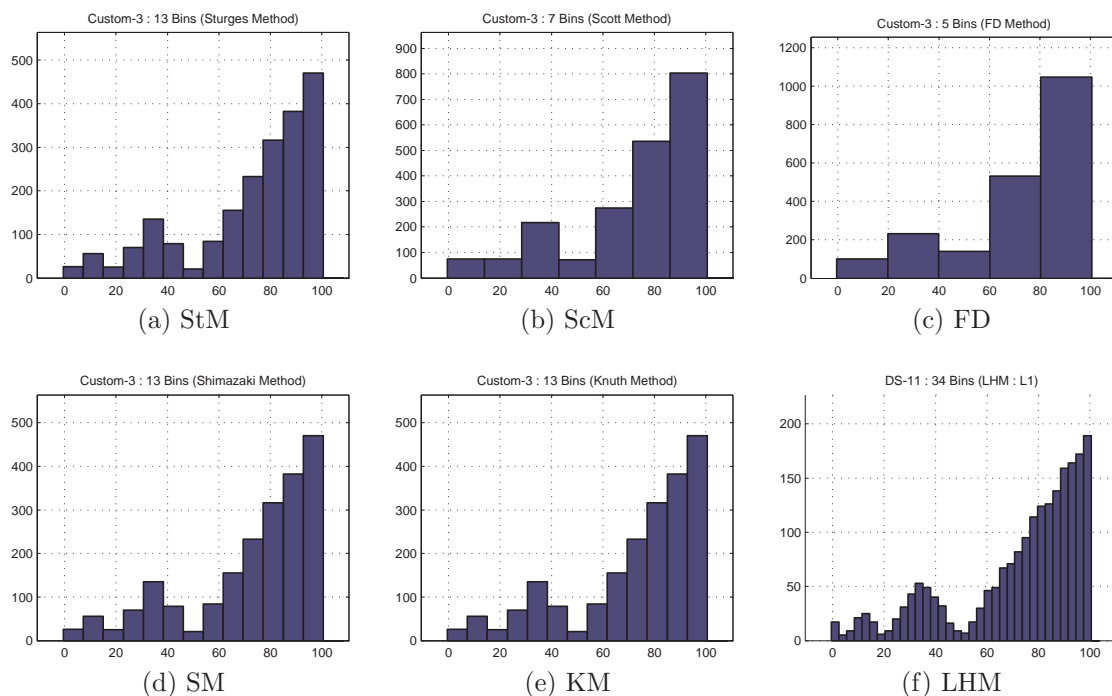 Custom-3 : 13 Bins (Sturges Method)
500
400
300
200
100
0
0 20 40 60 80 100
(a) StM
Custom-3 : 7 Bins (Scott Method)
900
800
700
600
500
400
300
200
100
0
0 20 40 60 80 100
(b) ScM
Custom-3 : 5 Bins (FD Method)
1200
1000
800
600
400
200
0
0 20 40 60 80 100
(c) FD
Custom-3 : 13 Bins (Shimazaki Method)
500
400
300
200
100
0
0 20 40 60 80 100
(d) SM
Custom-3 : 13 Bins (Knuth Method)
500
400
300
200
100
0
0 20 40 60 80 100
(e) KM
DS-11 : 34 Bins (LHM : L1)
200
150
100
50
0
0 20 40 60 80 100
(f) LHM